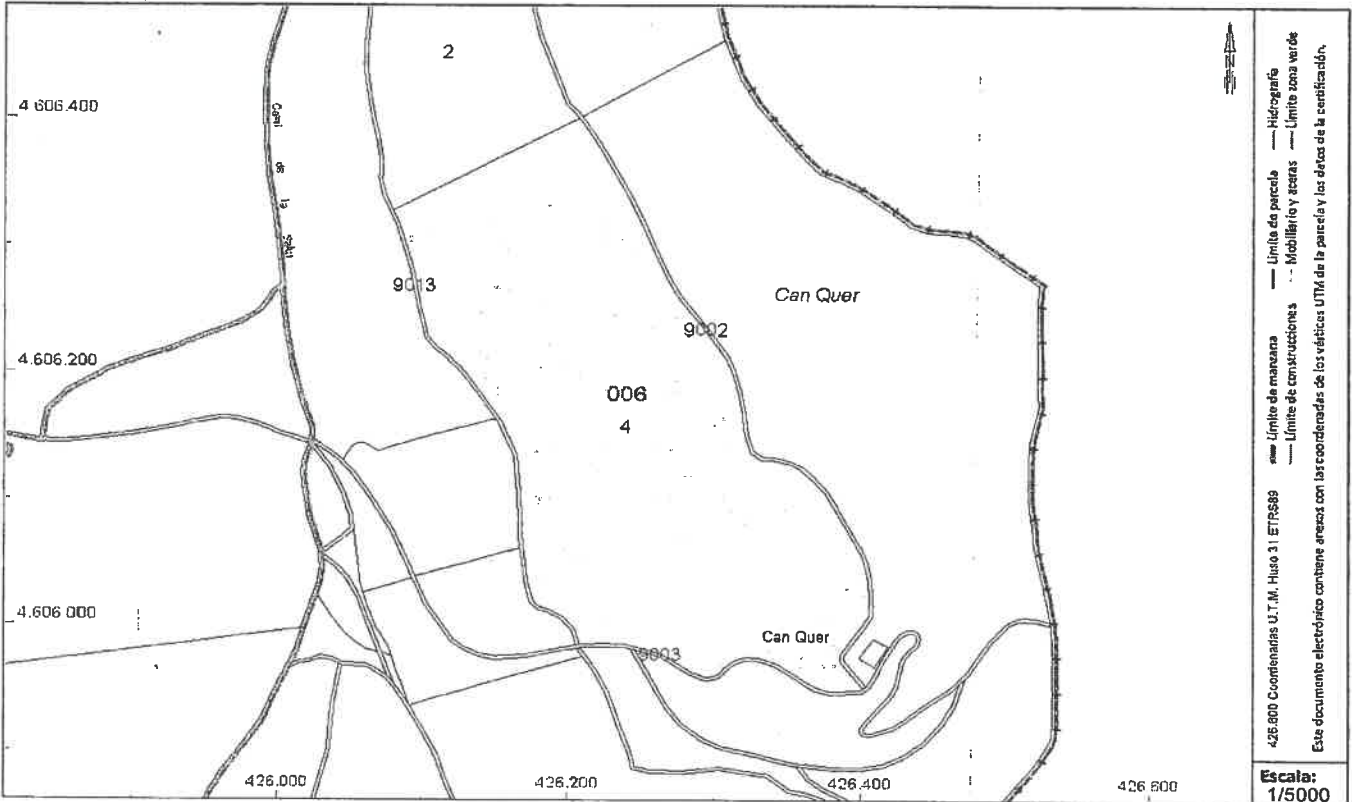 2
4.606.400
Camí de la
9013
Can Quer
9002
4.606.200
006
4
4.606.000
Can Quer
9003
426.000
426.200
426.400
426.600
426.800 Coordenadas U.T.M. Huso 31 ETRS89
Límite de manzana
Límite de parcela
Hidrografía
Límite de construcciones
Mobiliario y aceras
Límite zona verde
Este documento electrónico contiene anexos con las coordenadas de los vértices UTM de la parcela y los datos de la certificación.
Escala:
1/5000